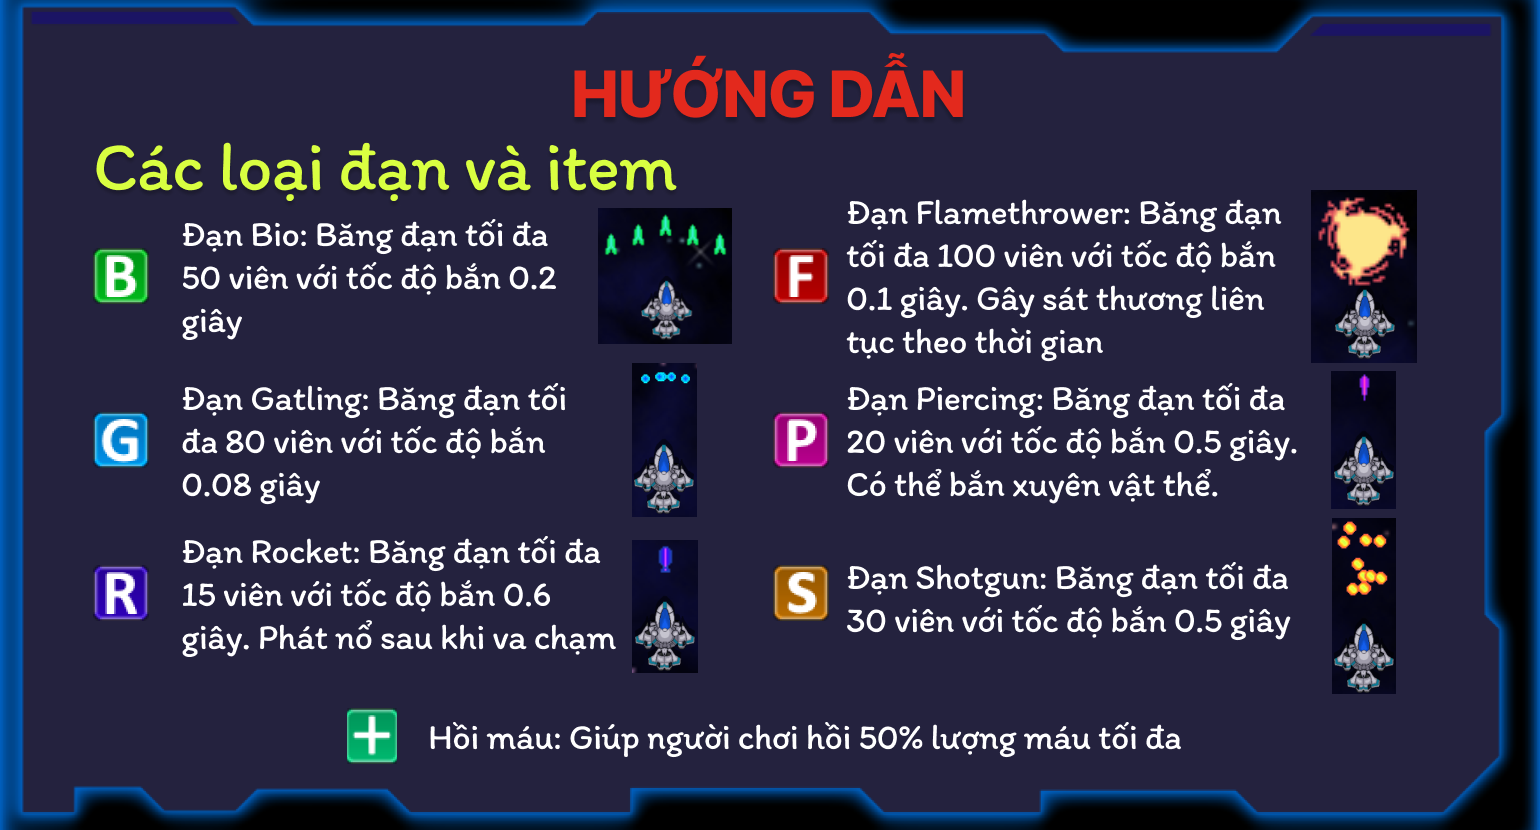 HƯỚNG DẪN
Các loại đạn và item
B
Đạn Bio: Băng đạn tối đa
50 viên với tốc độ bắn 0.2
giây
F
Đạn Flamethrower: Băng đạn
tối đa 100 viên với tốc độ bắn
0.1 giây. Gây sát thương liên
tục theo thời gian
G
Đạn Gatling: Băng đạn tối
đa 80 viên với tốc độ bắn
0.08 giây
P
Đạn Piercing: Băng đạn tối đa
20 viên với tốc độ bắn 0.5 giây.
Có thể bắn xuyên vật thể.
R
Đạn Rocket: Băng đạn tối đa
15 viên với tốc độ bắn 0.6
giây. Phát nổ sau khi va chạm
S
Đạn Shotgun: Băng đạn tối đa
30 viên với tốc độ bắn 0.5 giây
Hồi máu: Giúp người chơi hồi 50% lượng máu tối đa